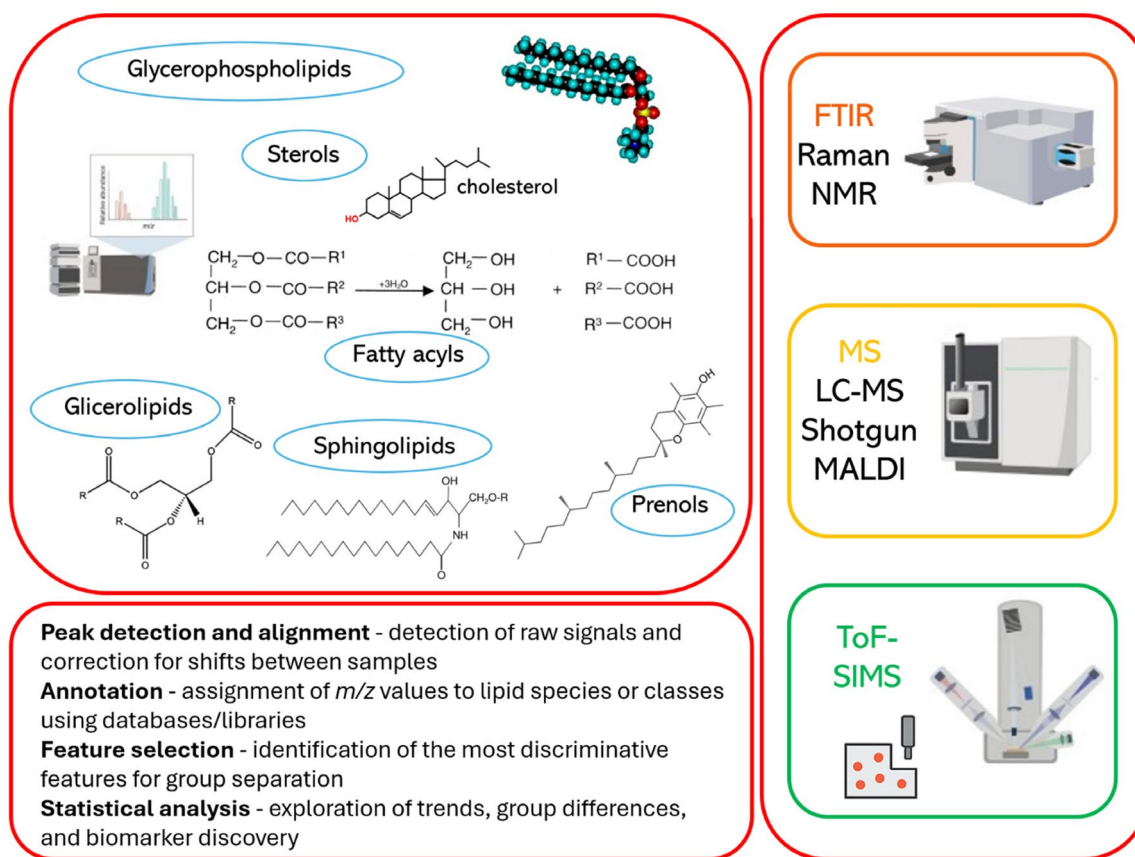 Glycerophospholipids
Sterols
cholesterol
HO
Relative abundance
m/z
CH₂—O—CO—R¹
CH—O—CO—R²
CH₂—O—CO—R³
+3H₂O
CH₂—OH
CH—OH
CH₂—OH
+
R¹—COOH
R²—COOH
R³—COOH
Fatty acyls
Glicerolipids
R
O
O
R
O
O
R
O
H
O
Sphingolipids
OH
CH₂O-R
NH
O
OH
O
Prenols
Peak detection and alignment - detection of raw signals and
correction for shifts between samples
Annotation - assignment of m/z values to lipid species or classes
using databases/libraries
Feature selection - identification of the most discriminative
features for group separation
Statistical analysis - exploration of trends, group differences,
and biomarker discovery
FTIR
Raman
NMR
MS
LC-MS
Shotgun
MALDI
ToF-
SIMS